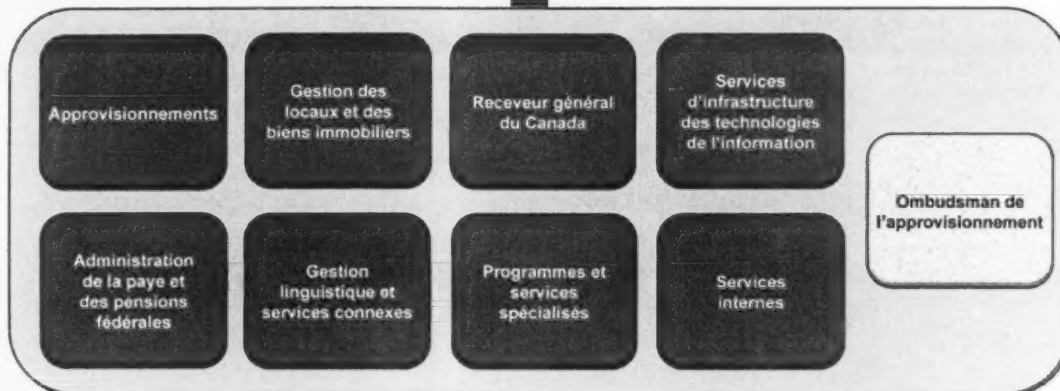 Approvisionnements
Gestion des
locaux et des
biens immobiliers
Receveur général
du Canada
Services
d'infrastructure
des technologies
de l'information
Ombudsman de
l'approvisionnement
Administration
de la paye et
des pensions
fédérales
Gestion
linguistique et
services connexes
Programmes et
services
spécialisés
Services
internes